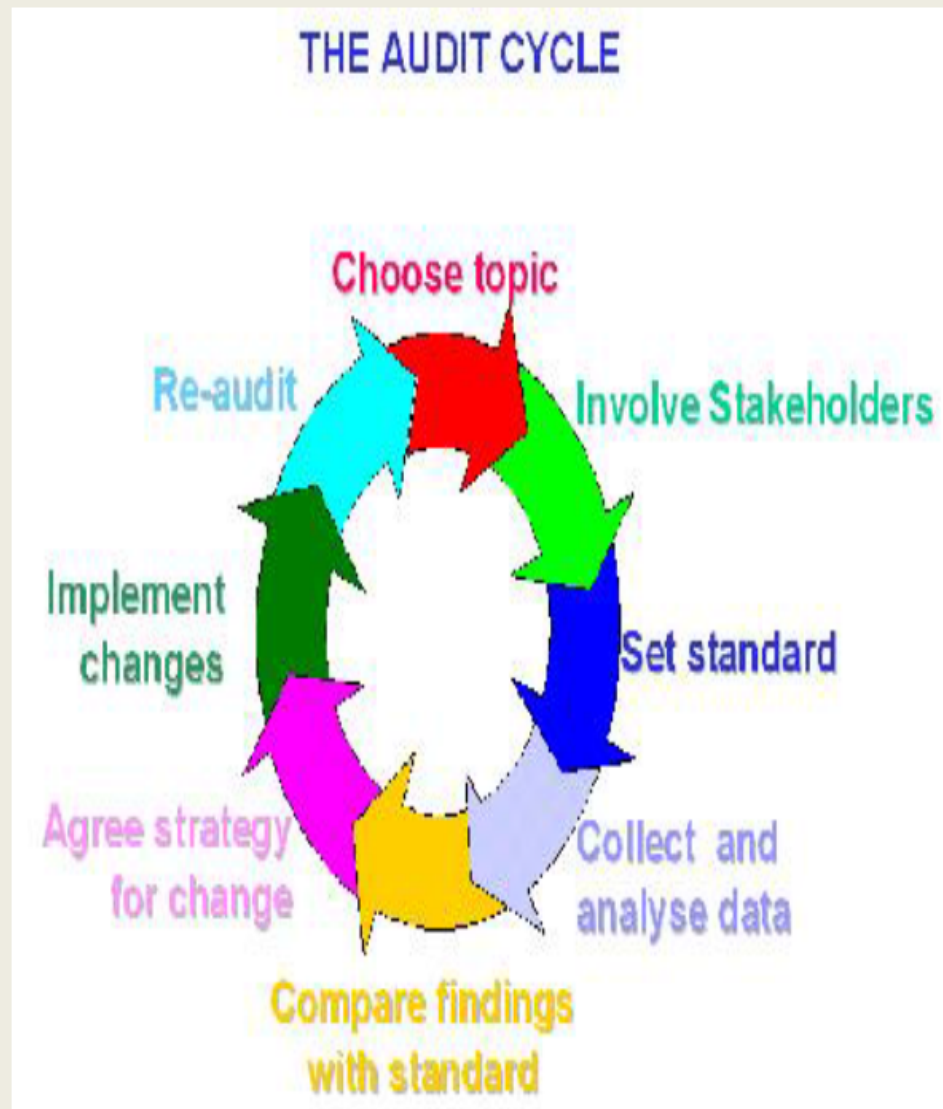 THE AUDIT CYCLE
Choose topic
Involve Stakeholders
Set standard
Collect and
analyse data
Compare findings
with standard
Agree strategy
for change
Implement
changes
Re-audit